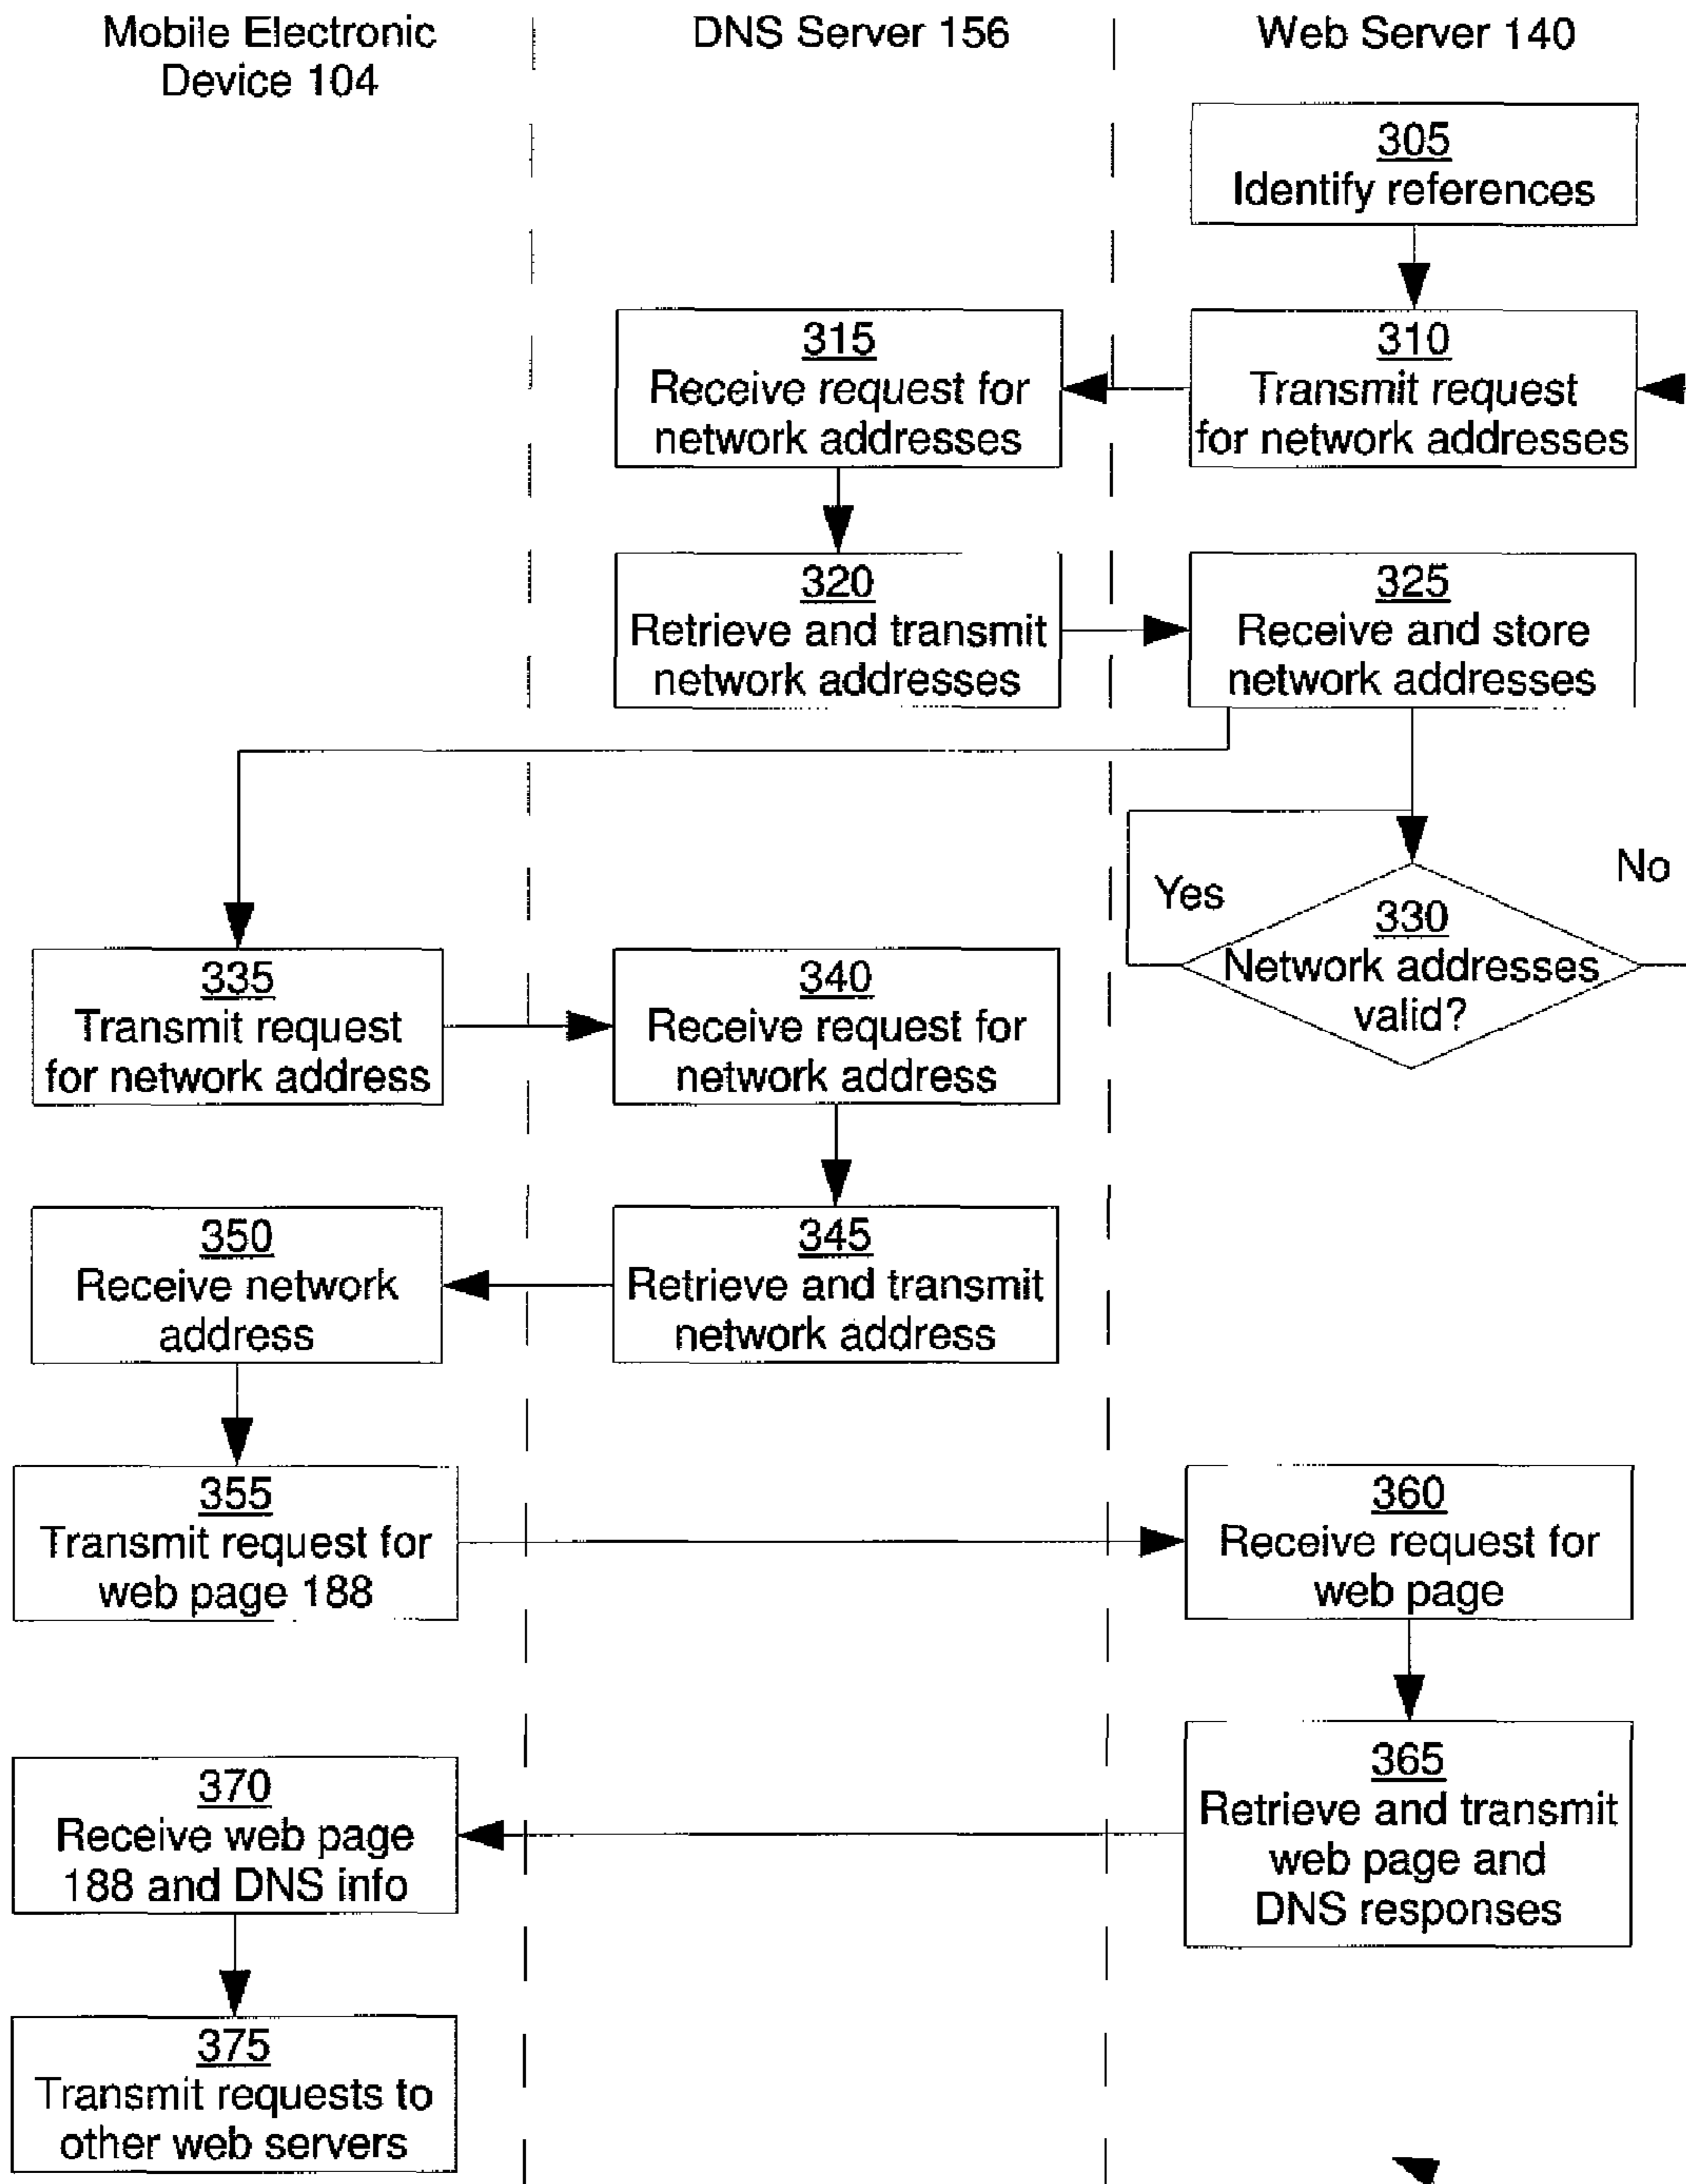 Mobile Electronic
Device 104
DNS Server 156
Web Server 140
305
Identify references
310
Transmit request
for network addresses
315
Receive request for
network addresses
320
Retrieve and transmit
network addresses
325
Receive and store
network addresses
Yes
No
330
Network addresses
valid?
335
Transmit request
for network address
340
Receive request for
network address
345
Retrieve and transmit
network address
350
Receive network
address
355
Transmit request for
web page 188
360
Receive request for
web page
365
Retrieve and transmit
web page and
DNS responses
370
Receive web page
188 and DNS info
375
Transmit requests to
other web servers